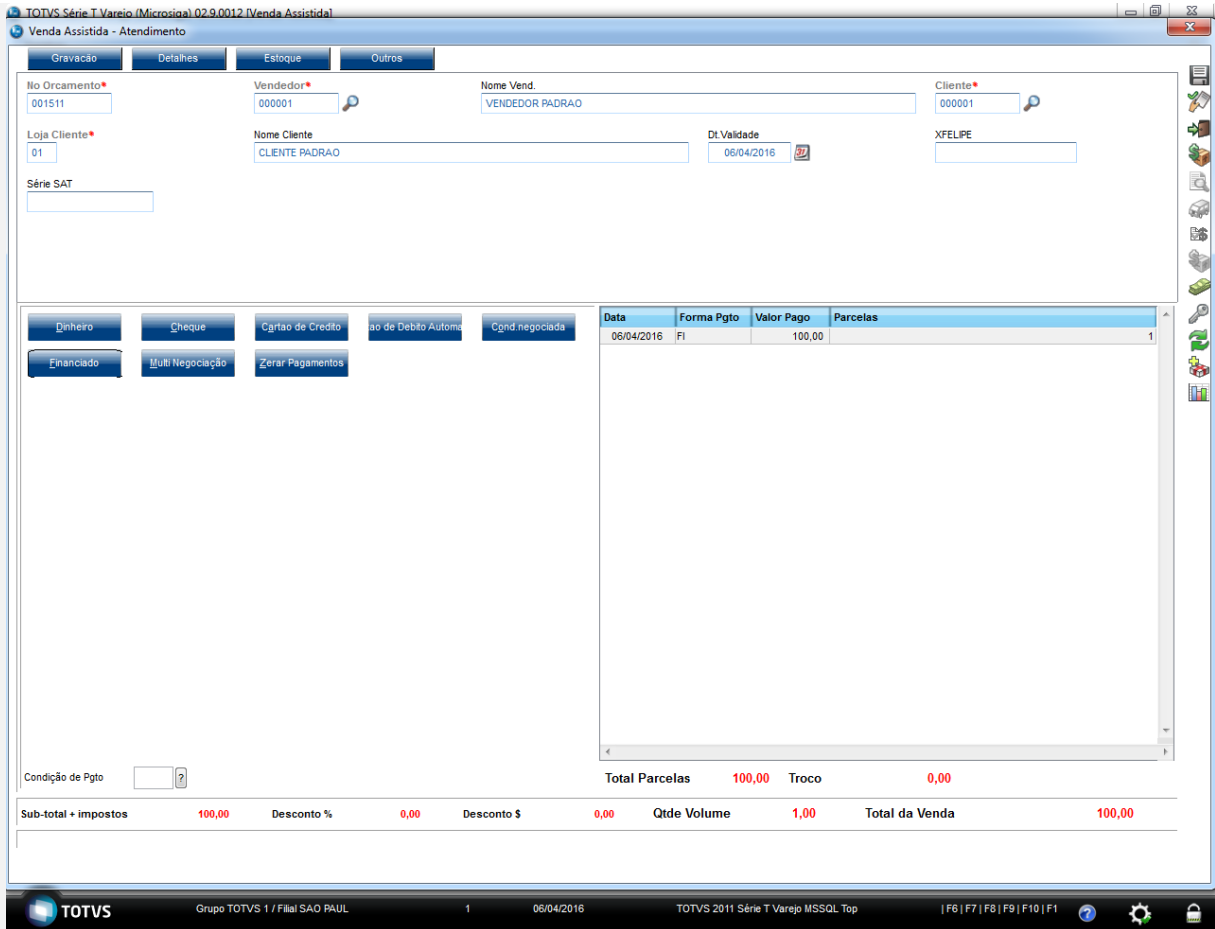 TOTVS Série T Varejo (Microsiga) 02.9.0012 [Venda Assistida]
Venda Assistida - Atendimento
Gravacão Detalhes Estoque Outros
No Orcamento* Vendedor* Nome Vend. Cliente*
001511 000001 VENDEDOR PADRAO 000001
Loja Cliente* Nome Cliente Dt.Validade XFELIPE
01 CLIENTE PADRAO 06/04/2016
Série SAT
Data Forma Pgto Valor Pago Parcelas
06/04/2016 FI 100,00 1
Dinheiro Cheque Cartao de Credito ao de Debito Automa Cond.negociada
Financiado Multi Negociação Zerar Pagamentos
Condição de Pgto ?
Total Parcelas 100,00 Troco 0,00
Sub-total + impostos 100,00 Desconto % 0,00 Desconto $ 0,00 Qtde Volume 1,00 Total da Venda 100,00
TOTVS Grupo TOTVS 1 / Filial SAO PAUL 1 06/04/2016 TOTVS 2011 Série T Varejo MSSQL Top | F6 | F7 | F8 | F9 | F10 | F1 ?